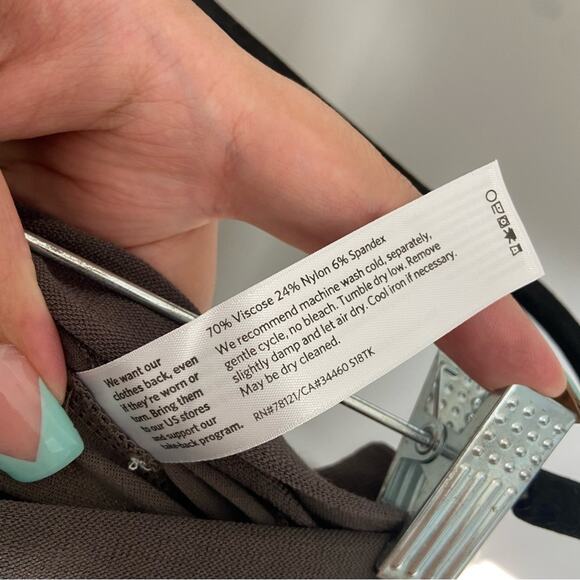 70% Viscose 24% Nylon 6% Spandex
We recommend machine wash cold, separately,
gentle cycle, no bleach. Tumble dry low. Remove
slightly damp and let air dry. Cool iron if necessary.
May be dry cleaned.
RN#78121/CA#34460 S18TK
We want our
clothes back, even
if they're worn or
torn. Bring them
to our US stores
and support our
take-back program.